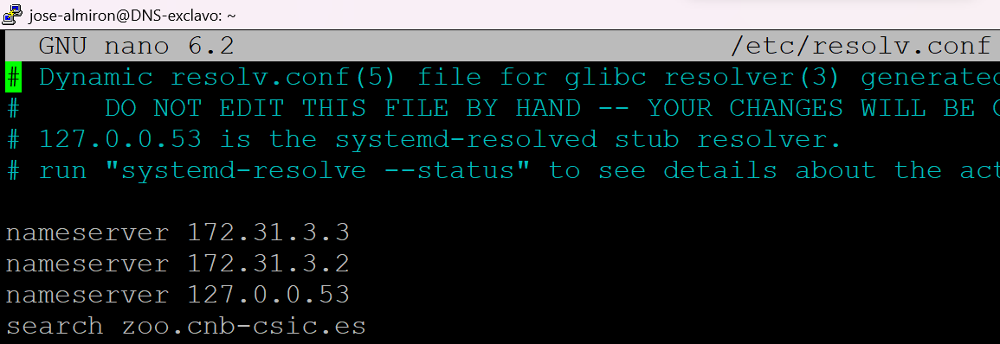 jose-almiron@DNS-exclavo: ~
GNU nano 6.2 /etc/resolv.conf
# Dynamic resolv.conf(5) file for glibc resolver(3) generated
# DO NOT EDIT THIS FILE BY HAND -- YOUR CHANGES WILL BE
# 127.0.0.53 is the systemd-resolved stub resolver.
# run "systemd-resolve --status" to see details about the act
nameserver 172.31.3.3
nameserver 172.31.3.2
nameserver 127.0.0.53
search zoo.cnb-csic.es